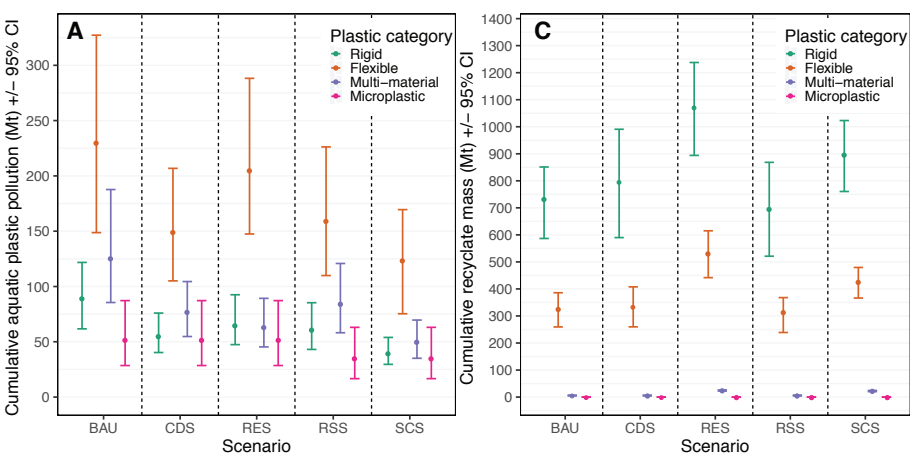 A
Plastic category
Rigid
Flexible
Multi−material
Microplastic
Cumulative aquatic plastic pollution (Mt) +/− 95% CI
300
250
200
150
100
50
0
BAU CDS RES RSS SCS
Scenario
C
Plastic category
Rigid
Flexible
Multi−material
Microplastic
Cumulative recyclate mass (Mt) +/− 95% CI
1400
1300
1200
1100
1000
900
800
700
600
500
400
300
200
100
0
BAU CDS RES RSS SCS
Scenario